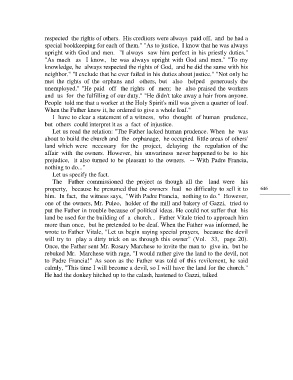 respected the rights of others. His creditors were always paid off, and he had a
special bookkeeping for each of them." "As to justice, I know that he was always
upright with God and men. "I always saw him perfect in his priestly duties."
"As much as I know, he was always upright with God and men." "To my
knowledge, he always respected the rights of God, and he did the same with his
neighbor." "I exclude that he ever failed in his duties about justice." "Not only he
met the rights of the orphans and others, but also helped generously the
unemployed." "He paid off the rights of men; he also praised the workers
and us for the fulfilling of our duty." "He didn't take away a hair from anyone.
People told me that a worker at the Holy Spirit's mill was given a quarter of loaf.
When the Father knew it, he ordered to give a whole loaf."
I have to clear a statement of a witness, who thought of human prudence,
but others could interpret it as a fact of injustice.
Let us read the relation: "The Father lacked human prudence. When he was
about to build the church and the orphanage, he occupied little areas of others'
land which were necessary for the project, delaying the regulation of the
affair with the owners. However, his unwariness never happened to be to his
prejudice, it also turned to be pleasant to the owners. -- With Padre Francia,
nothing to do..."
Let us specify the fact.
The Father commissioned the project as though all the land were his
property, because he presumed that the owners had no difficulty to sell it to
him. In fact, the witness says, "With Padre Francia, nothing to do." However,
one of the owners, Mr. Puleo, holder of the mill and bakery of Gazzi, tried to
put the Father in trouble because of political ideas. He could not suffer that his
land be used for the building of a church. Father Vitale tried to approach him
more than once, but he pretended to be deaf. When the Father was informed, he
wrote to Father Vitale, "Let us begin saying special prayers, because the devil
will try to play a dirty trick on us through this owner" (Vol. 33, page 20).
Once, the Father sent Mr. Rosary Marchese to invite the man to give in, but he
rebuked Mr. Marchese with rage, "I would rather give the land to the devil, not
to Padre Francia!" As soon as the Father was told of this revilement, he said
calmly, "This time I will become a devil, so I will have the land for the church."
He had the donkey hitched up to the calash, hastened to Gazzi, talked
646